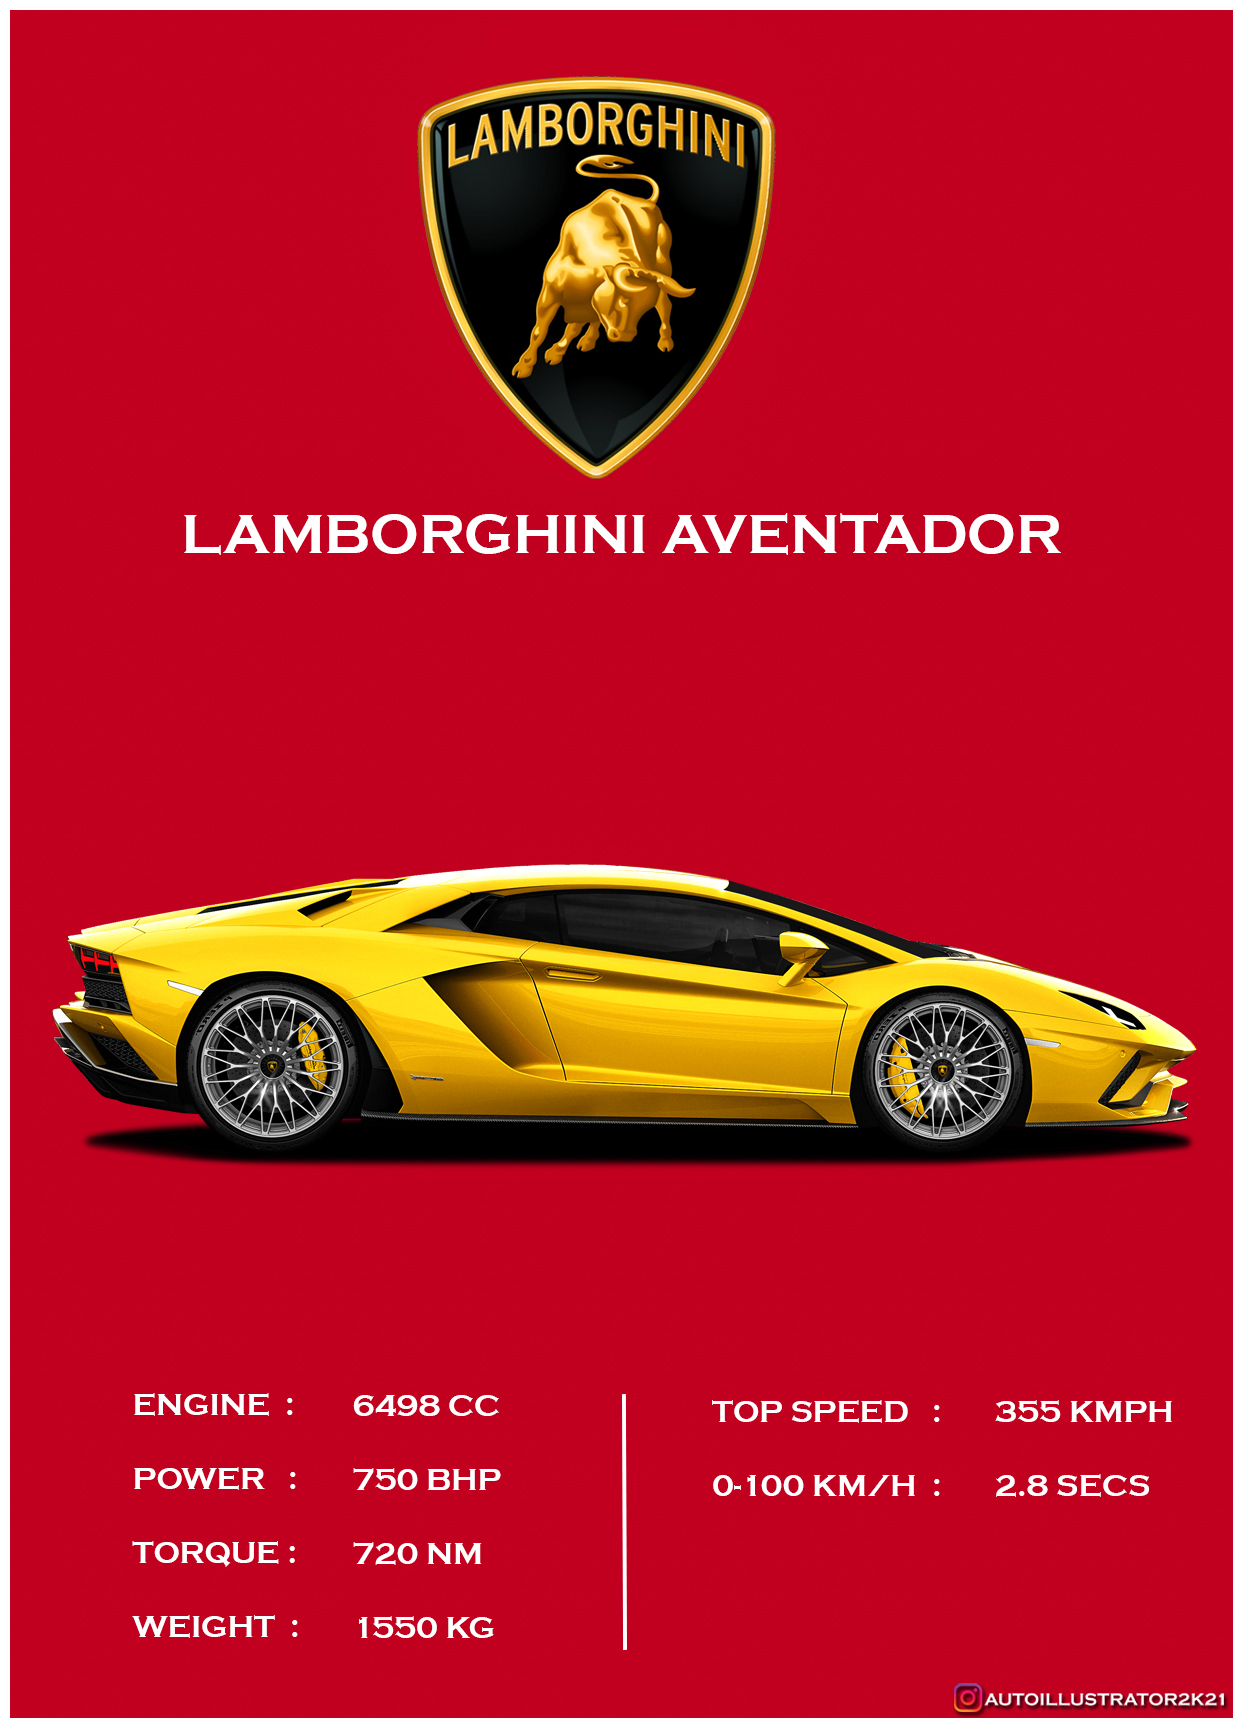 LAMBORGHINI
LAMBORGHINI AVENTADOR
ENGINE : 6498 CC
POWER : 750 BHP
TORQUE : 720 NM
WEIGHT : 1550 KG
TOP SPEED : 355 KMPH
0-100 KM/H : 2.8 SECS
AUTOILLUSTRATOR2K21